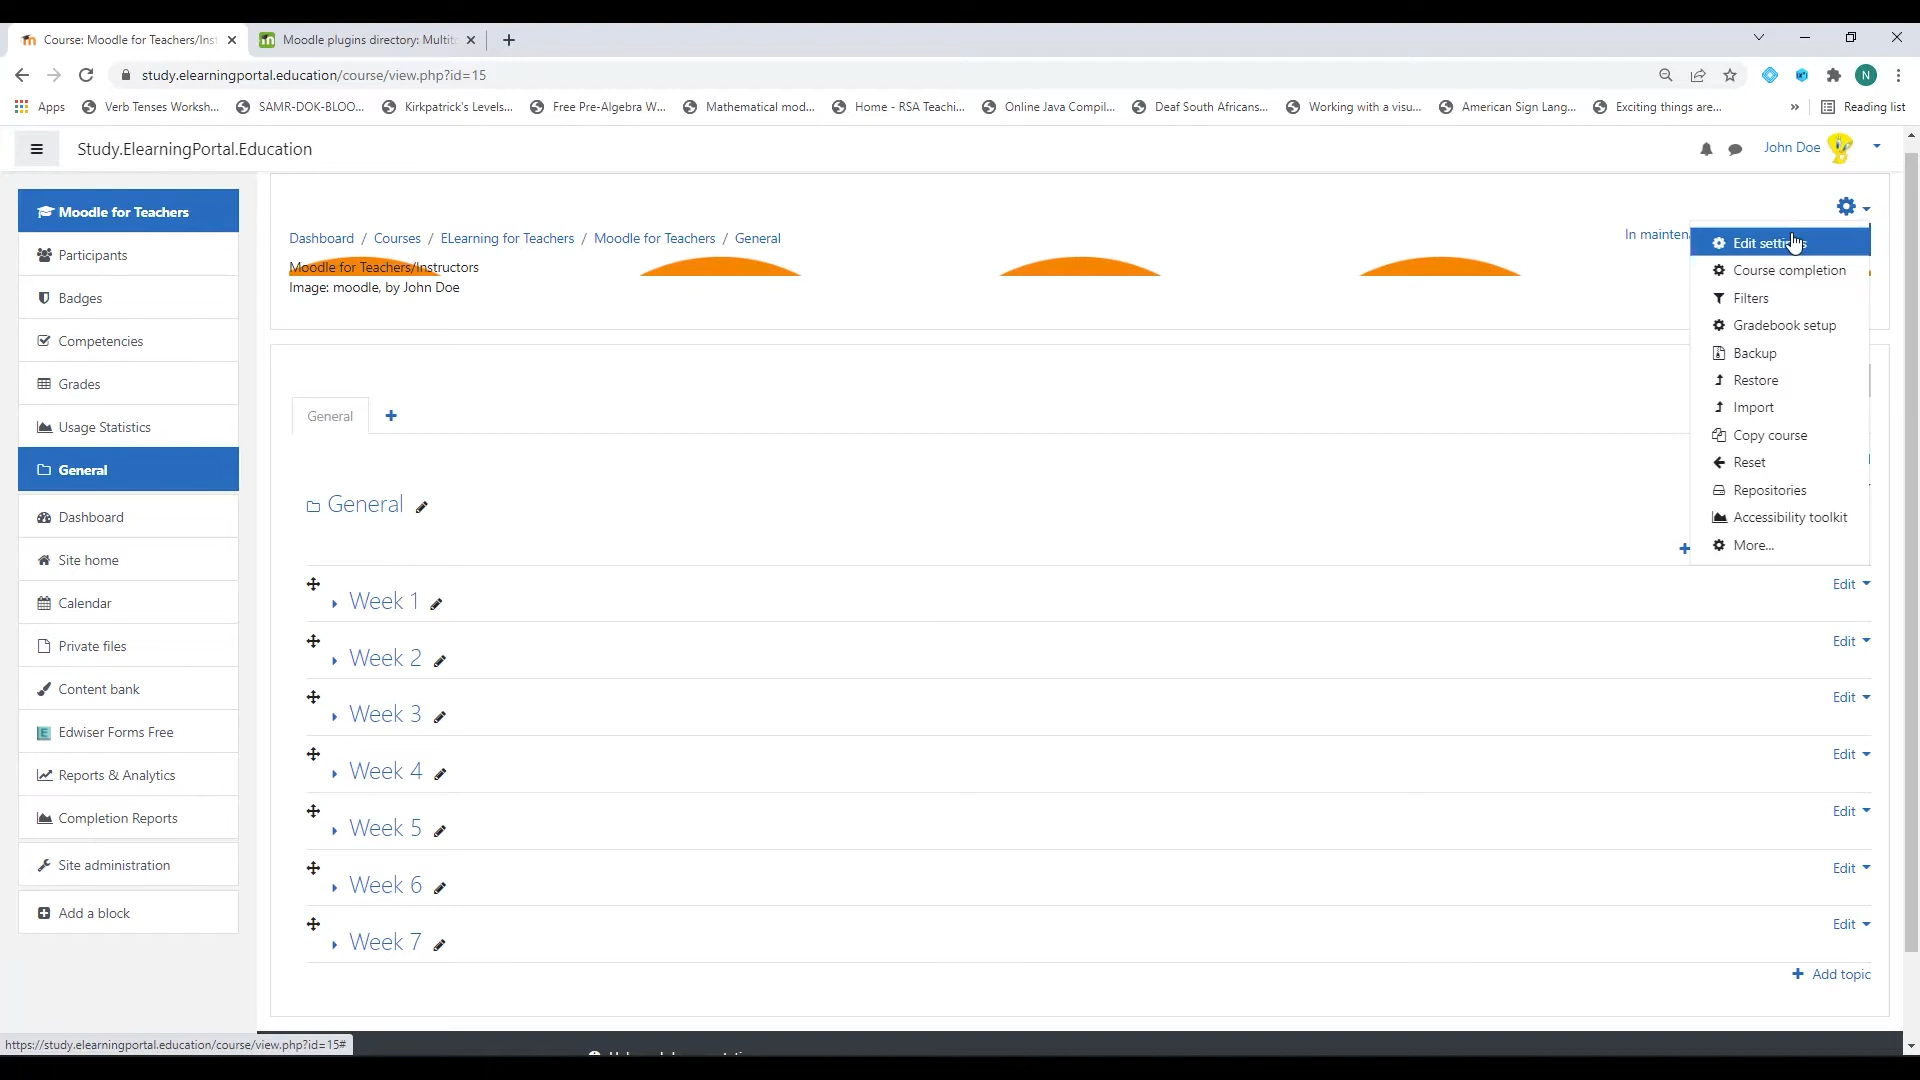 Course: Moodle for Teachers/Inst
Moodle plugins directory: Multit
study.elearningportal.education/course/view.php?id=15
N
Apps
Verb Tenses Worksh...
SAMR-DOK-BLOO...
Kirkpatrick's Levels...
Free Pre-Algebra W...
Mathematical mod...
Home - RSA Teachi...
Online Java Compil...
Deaf South Africans...
Working with a visu...
American Sign Lang...
Exciting things are...
»
Reading list
Study.ElearningPortal.Education
John Doe
Moodle for Teachers
Participants
Badges
Competencies
Grades
Usage Statistics
General
Dashboard
Site home
Calendar
Private files
Content bank
Edwiser Forms Free
Reports & Analytics
Completion Reports
Site administration
Add a block
Dashboard / Courses / ELearning for Teachers / Moodle for Teachers / General
In maintena
Moodle for Teachers/Instructors
Image: moodle, by John Doe
Edit settings
Course completion
Filters
Gradebook setup
Backup
Restore
Import
Copy course
Reset
Repositories
Accessibility toolkit
More...
General +
General
+
Week 1 Edit
Week 2 Edit
Week 3 Edit
Week 4 Edit
Week 5 Edit
Week 6 Edit
Week 7 Edit
+ Add topic
https://study.elearningportal.education/course/view.php?id=15#